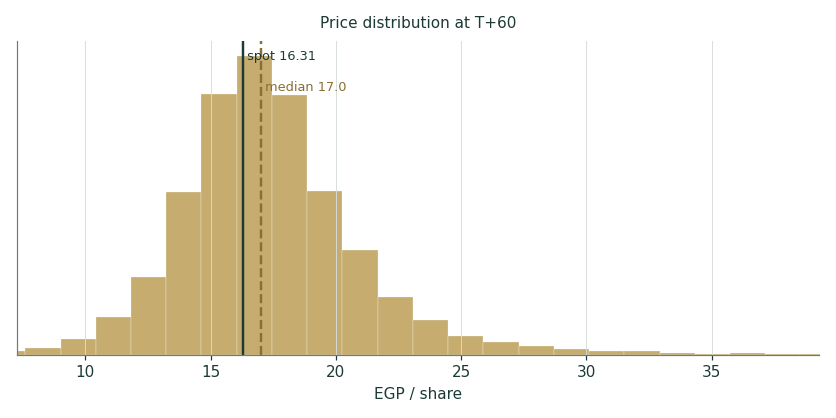 Price distribution at T+60
spot 16.31
median 17.0
10 15 20 25 30 35
EGP / share